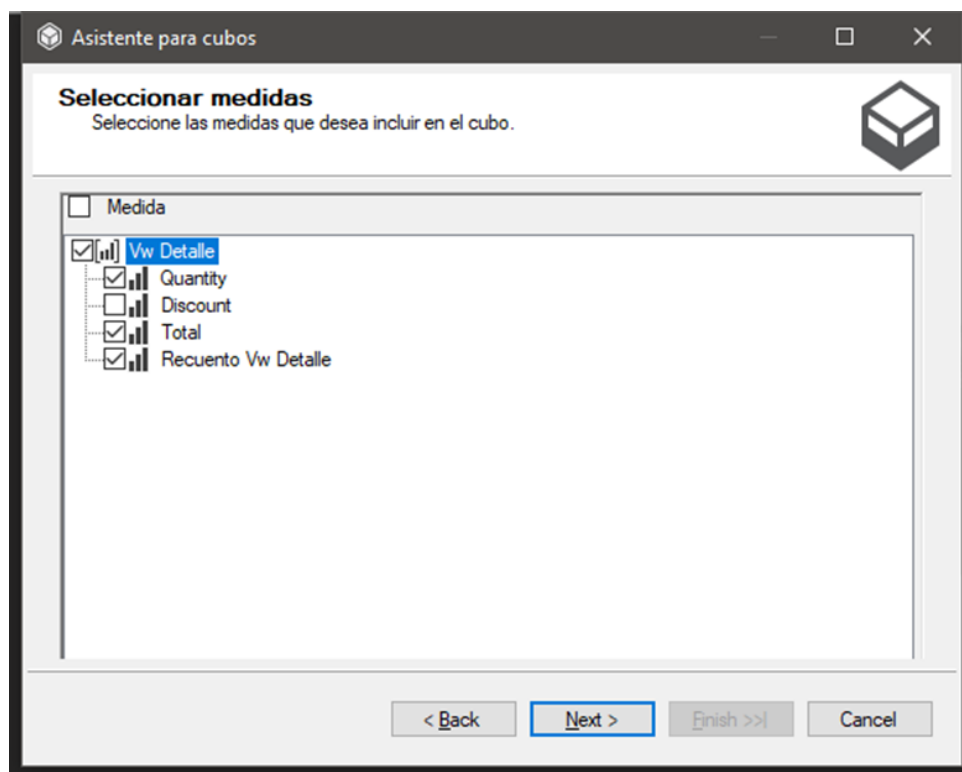 Asistente para cubos
Seleccionar medidas
Seleccione las medidas que desea incluir en el cubo.
Medida
Vw Detalle
Quantity
Discount
Total
Recuento Vw Detalle
< Back Next > Finish >>| Cancel